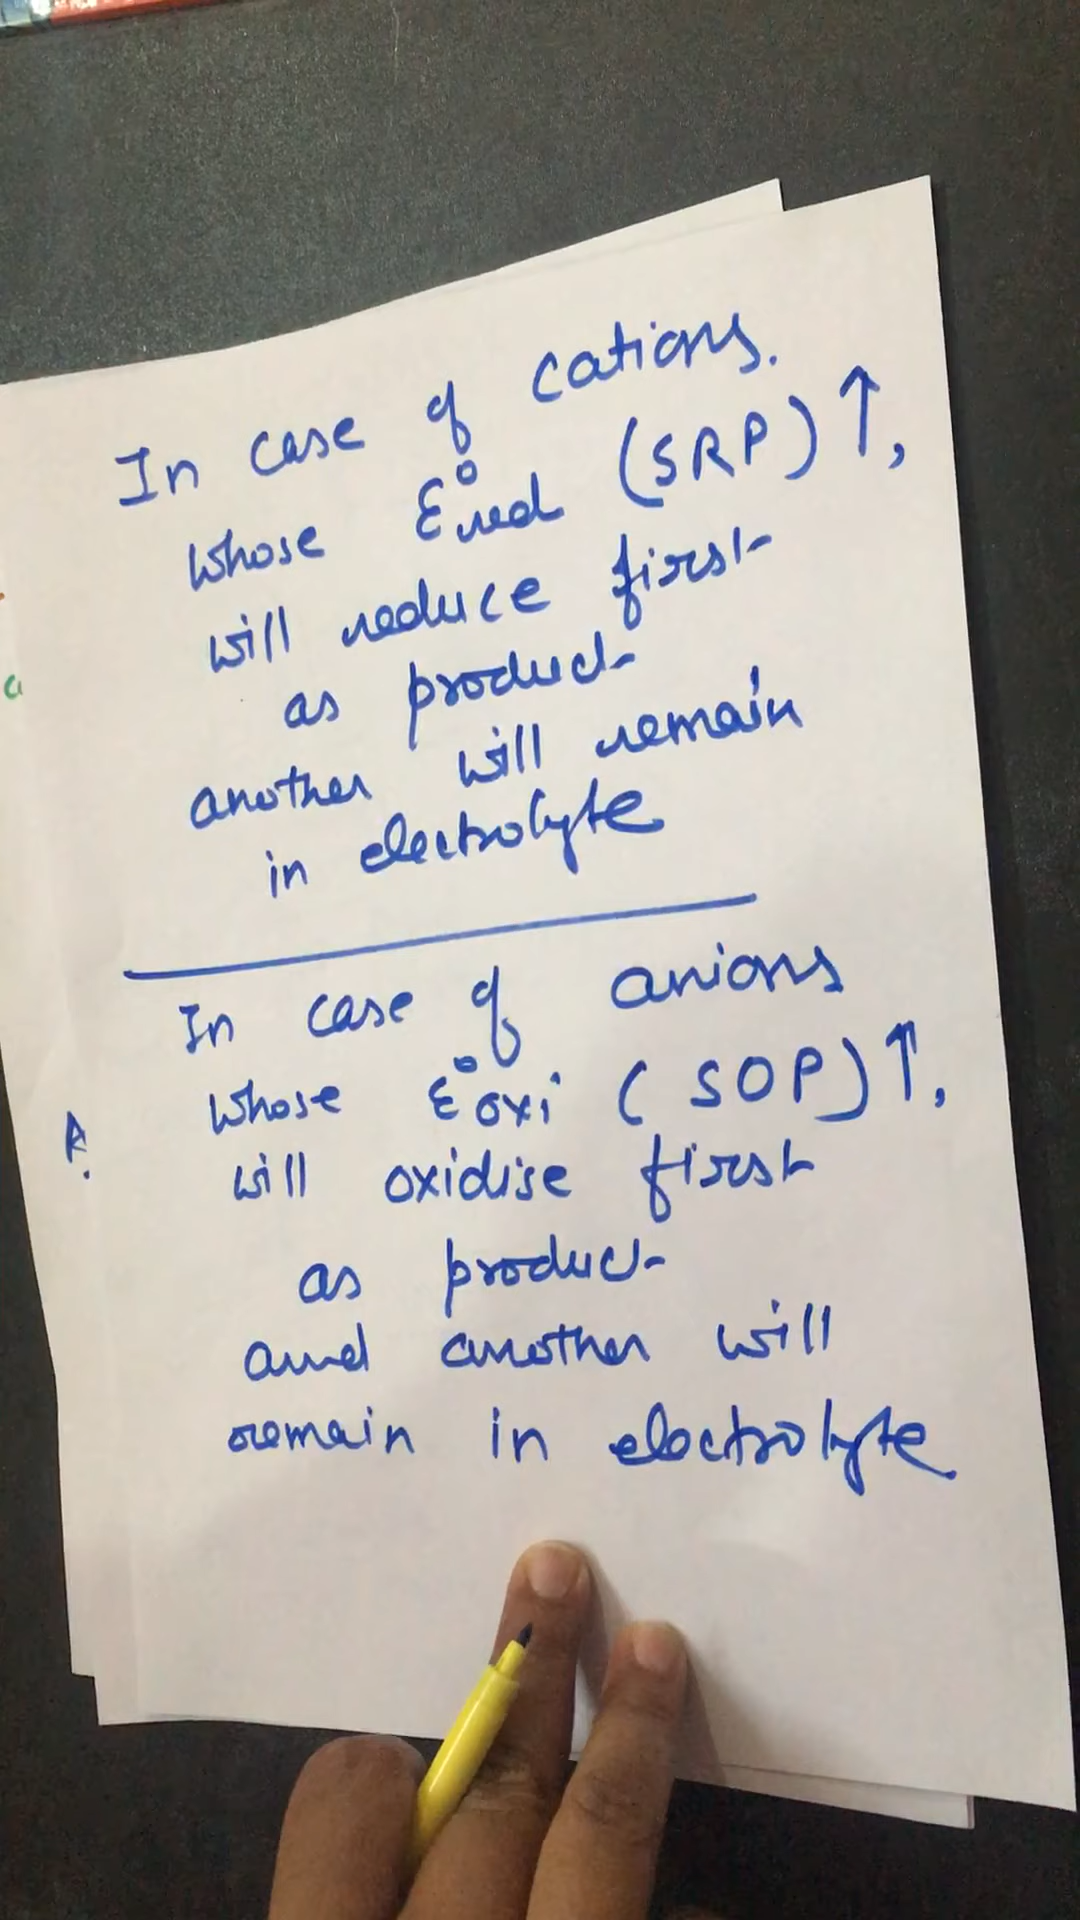 In case of cations.
whose E°red (SRP) ↑,
will reduce first
as product
another will remain
in electrolyte
In case of anions
whose E°oxi (SOP) ↑,
will oxidise first
as product
and another will
remain in electrolyte
A.
a